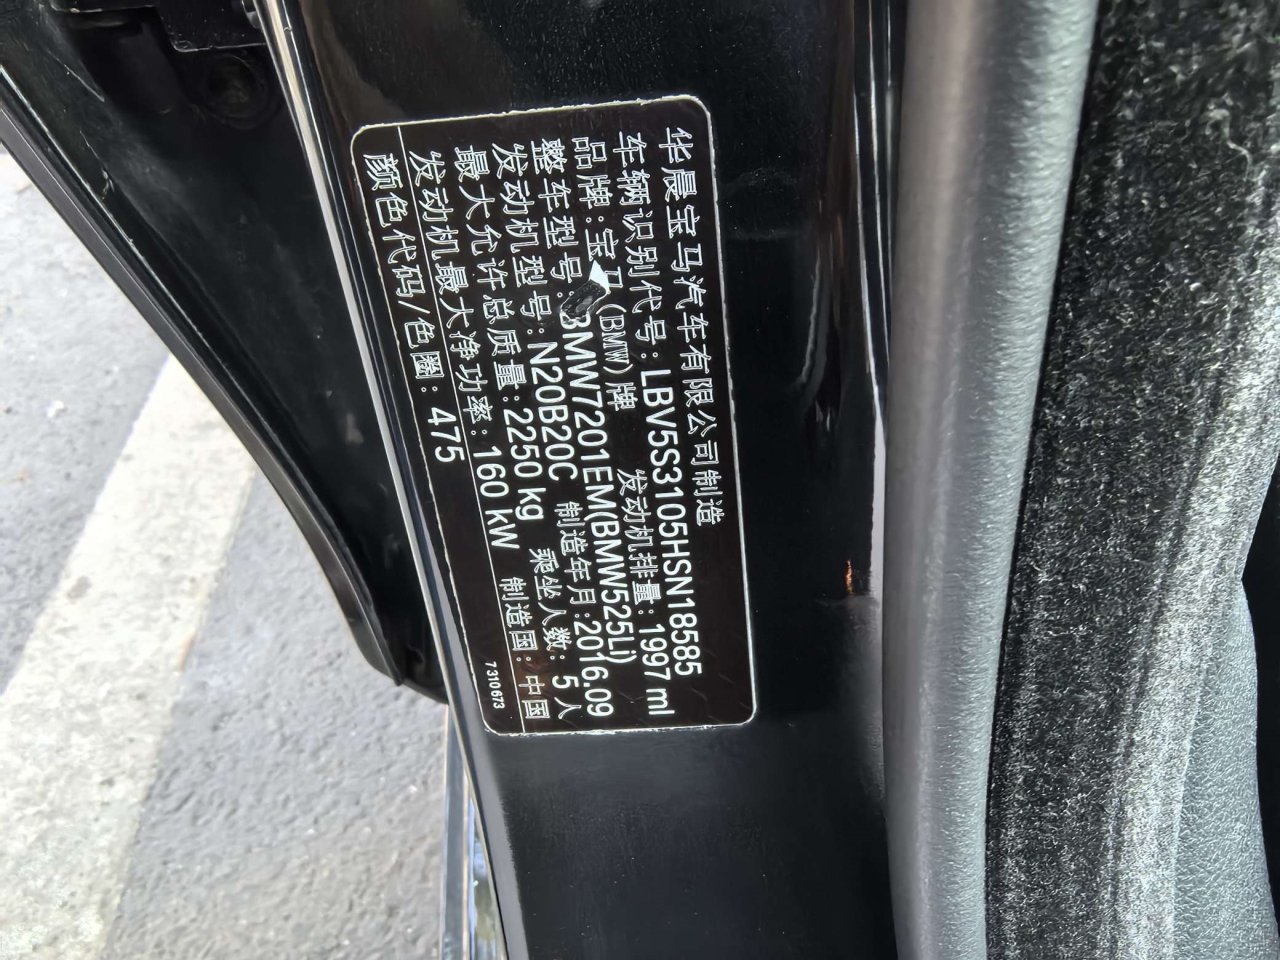 华晨宝马汽车有限公司制造
车辆识别代号: LBV5S3105HSN18585
品牌: 宝马(BMW)牌 发动机排量: 1997 ml
整车型号: BMW7201EM(BMW525Li)
发动机型号: N20B20C 制造年月: 2016.09
最大允许总质量: 2250 kg 乘坐人数: 5 人
发动机最大净功率: 160 kW
颜色代码/色圈: 475 制造国: 中国
7310673